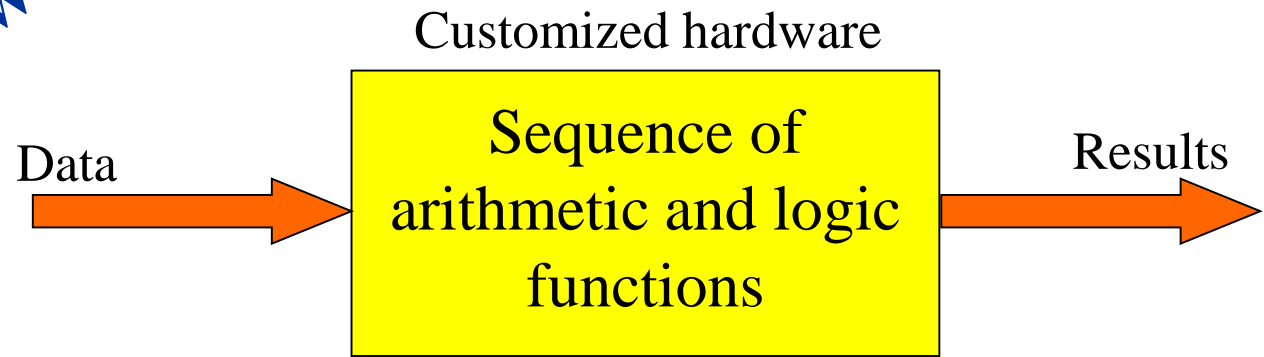 Customized hardware
Data
Sequence of
arithmetic and logic
functions
Results